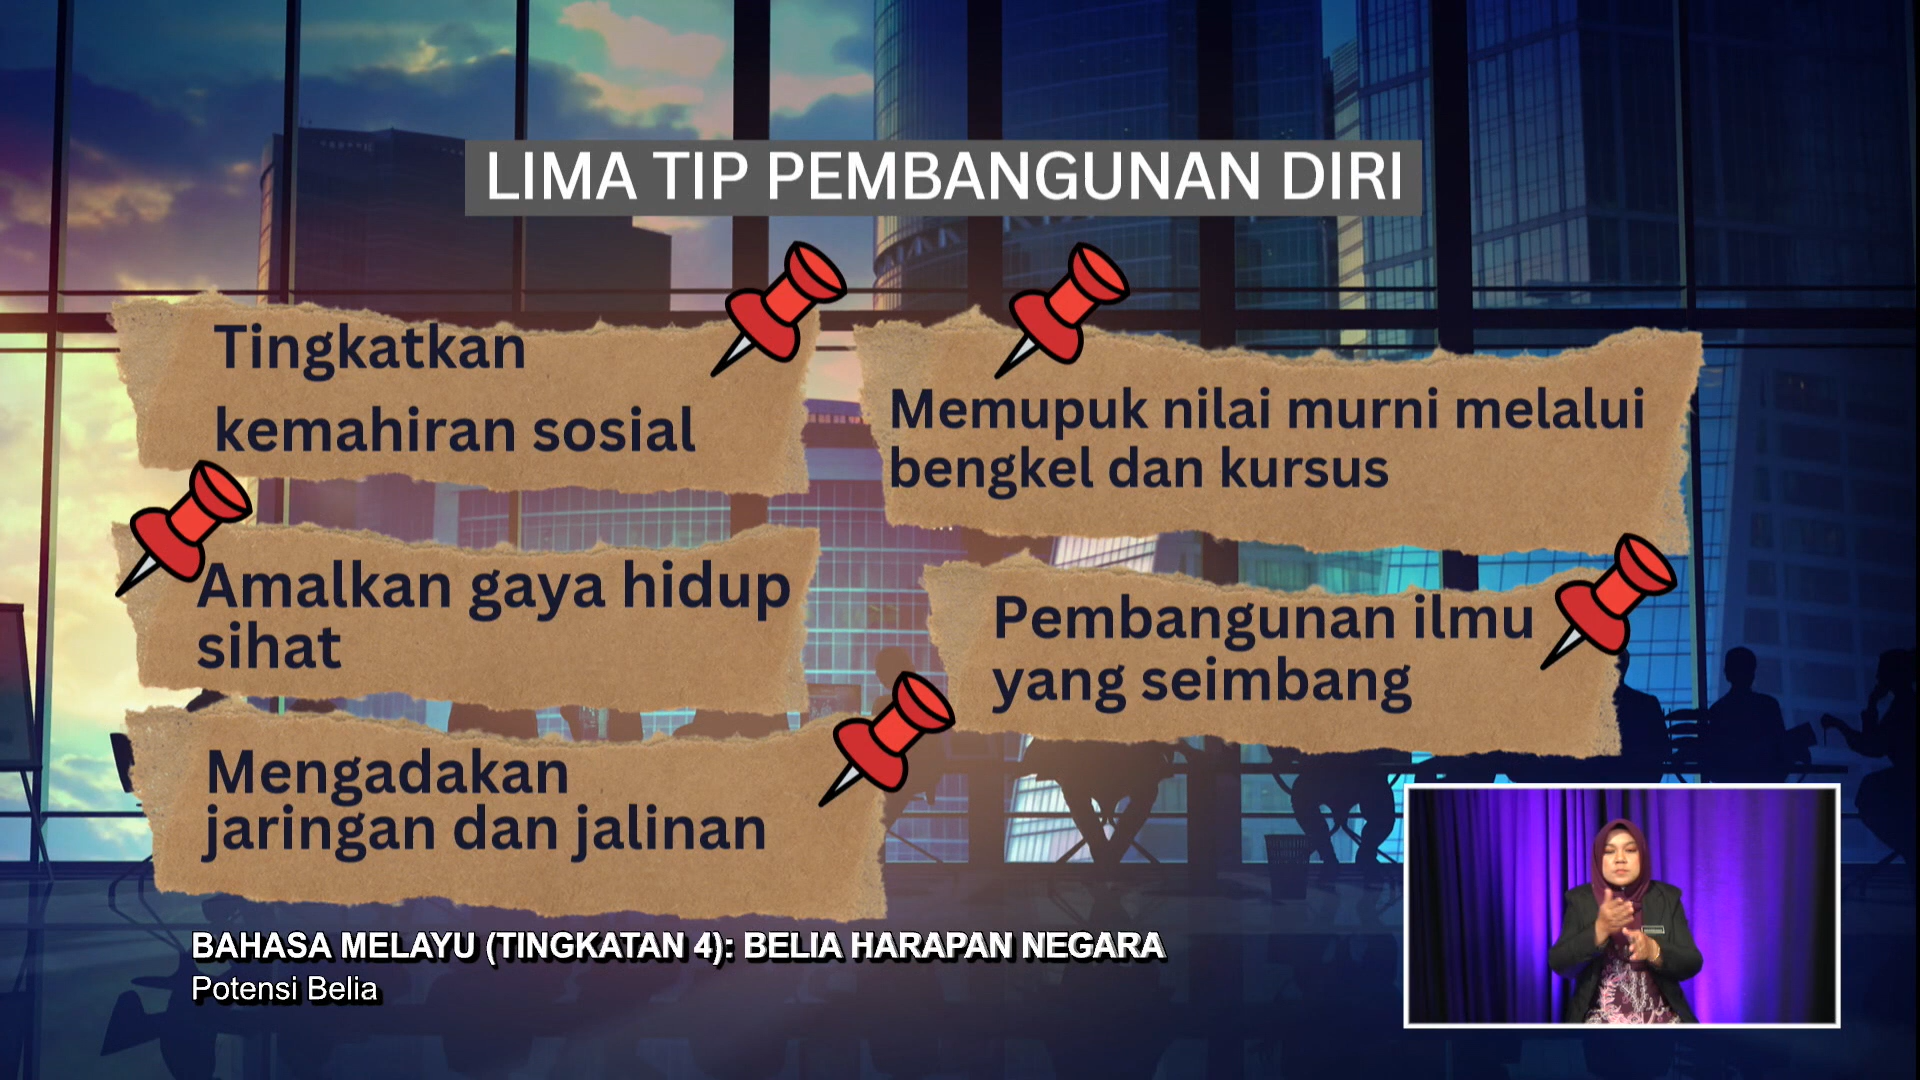 LIMA TIP PEMBANGUNAN DIRI
Tingkatkan
kemahiran sosial
Memupuk nilai murni melalui
bengkel dan kursus
Amalkan gaya hidup
sihat
Pembangunan ilmu
yang seimbang
Mengadakan
jaringan dan jalinan
BAHASA MELAYU (TINGKATAN 4): BELIA HARAPAN NEGARA
Potensi Belia